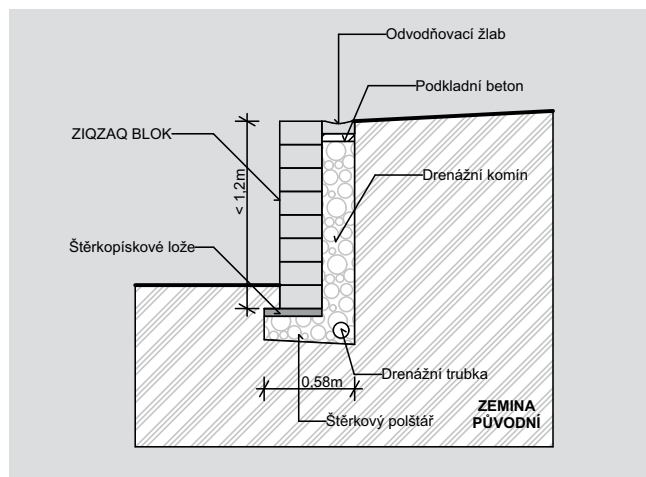 Odvodňovací žlab
Podkladní beton
ZIQZAQ BLOK
Drenážní komín
< 1,2m
Štěrkopískové lože
Drenážní trubka
0,58m
ZEMINA
PŮVODNÍ
Štěrkový polštář